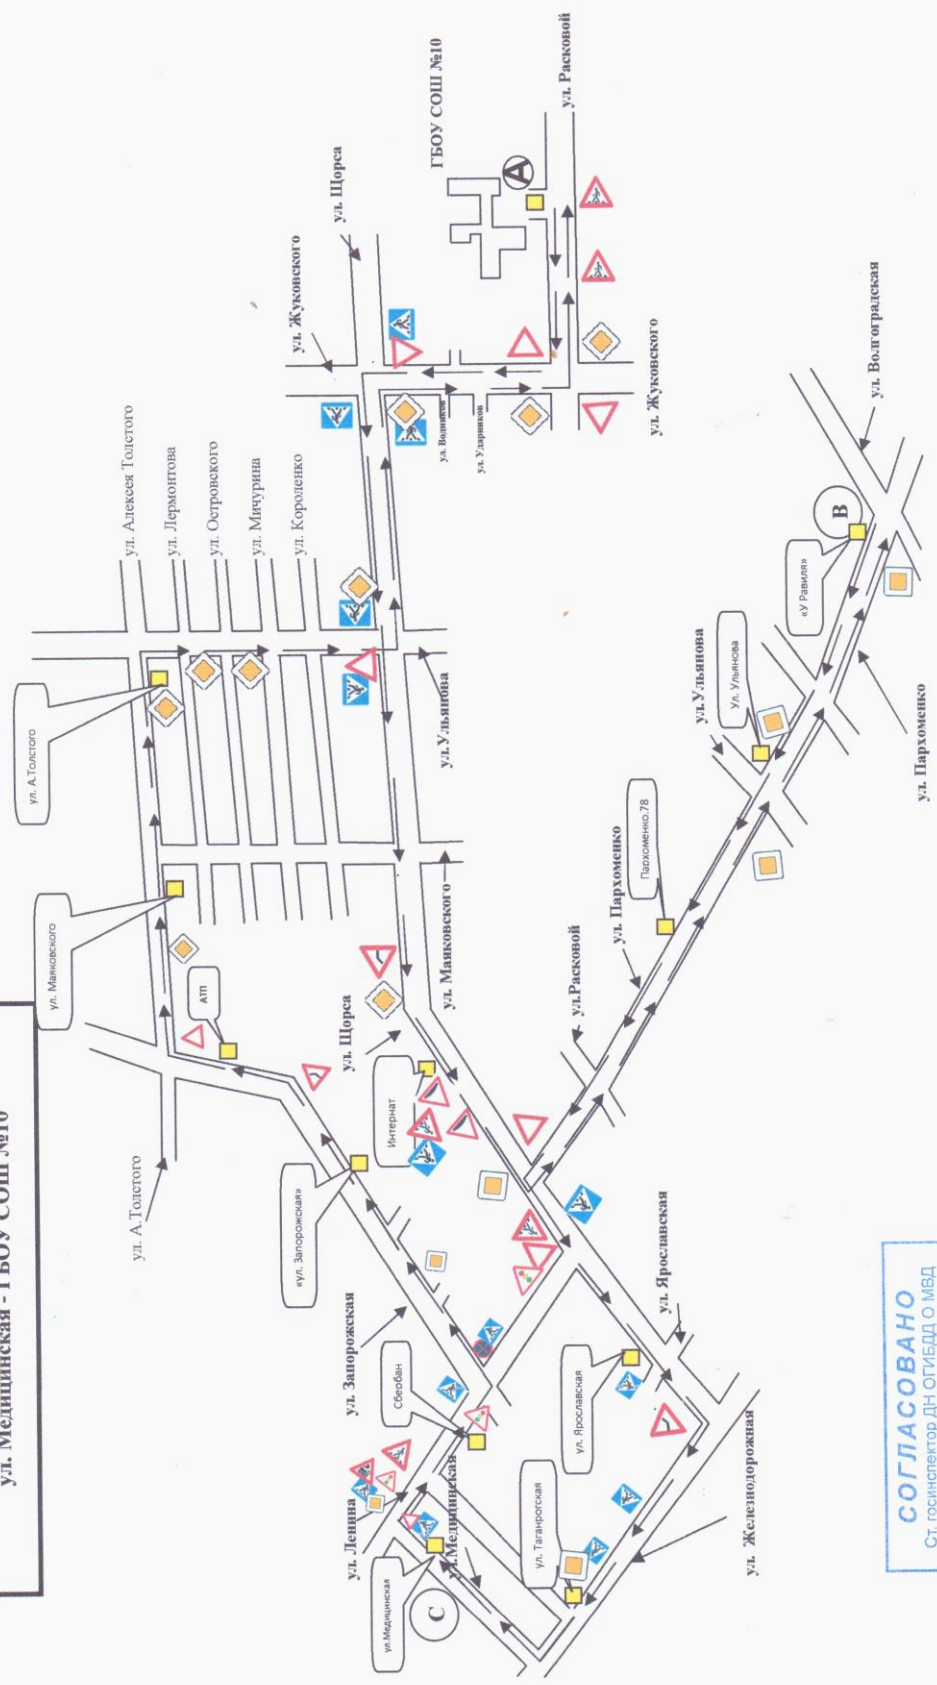 ул. Медицинская - ГБОУ СОШ №10
ул. А.Толстого
ул. Маяковского
ул. А.Толстого
ул. Алексея Толстого
ул. Лермонтова
ул. Островского
ул. Мичурина
ул. Короленко
ул. Жуковского
ул. Щорса
ГБОУ СОШ №10
А
ул. Расковой
АТП
«ул. Запорожская»
ул. Запорожская
Сбербан
ул. Ленина
ул.Медицинская
ул.Медицинская
С
Интернат
ул. Щорса
ул. Маяковского
ул.Ульянова
ул. Водников
ул. Ударников
ул. Жуковского
ул. Таганрогская
ул. Ярославская
ул. Ярославская
ул. Железнодорожная
ул.Расковой
ул. Пархоменко
Пархоменко.78
ул.Ульянова
Ул. Ульянова
«У Равиля»
В
ул. Волгоградская
ул. Пархоменко
СОГЛАСОВАНО
Ст. госинспектор ДН ОГИБДД О МВД